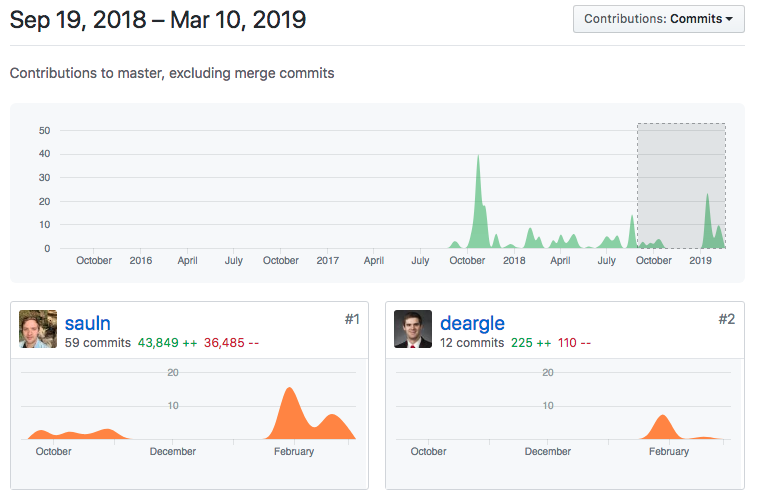 Sep 19, 2018 – Mar 10, 2019
Contributions: Commits
Contributions to master, excluding merge commits
50
40
30
20
10
0
October 2016 April July October 2017 April July October 2018 April July October 2019
sauln #1
59 commits 43,849 ++ 36,485 --
20
10
October December February
deargle #2
12 commits 225 ++ 110 --
20
10
October December February